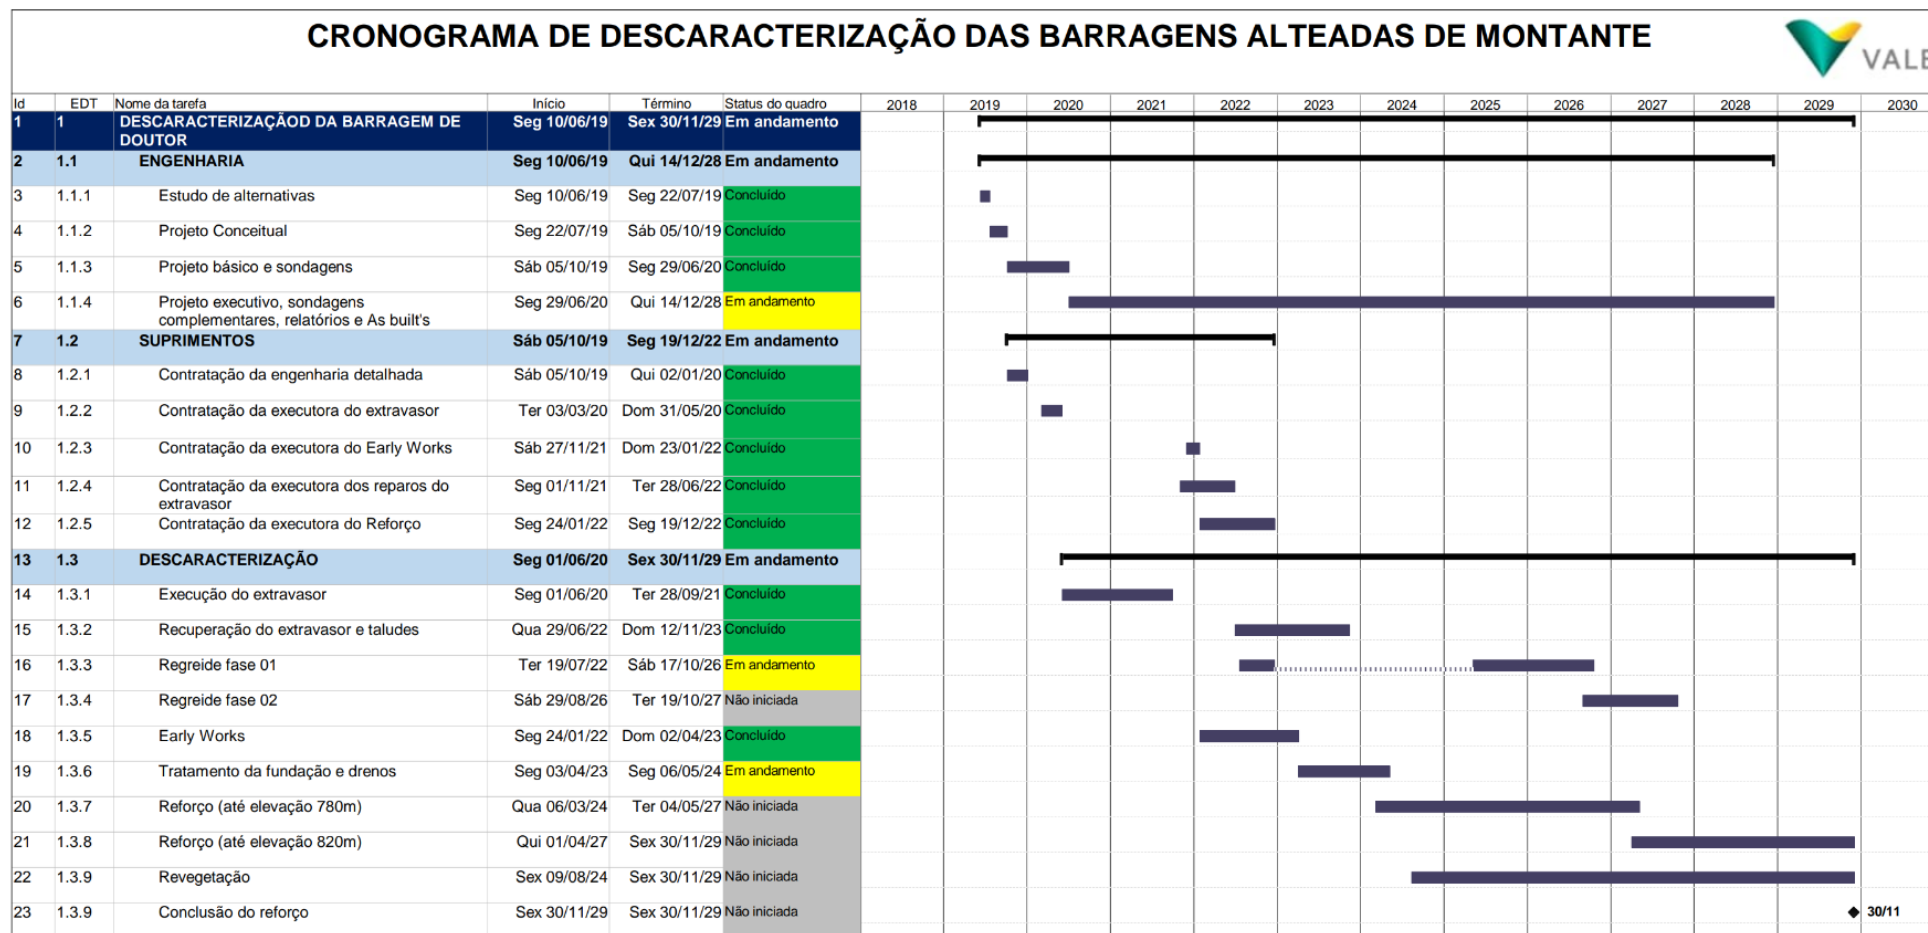 CRONOGRAMA DE DESCARACTERIZAÇÃO DAS BARRAGENS ALTEADAS DE MONTANTE
VALE
Id EDT Nome da tarefa Início Término Status do quadro 2018 2019 2020 2021 2022 2023 2024 2025 2026 2027 2028 2029 2030
1 1 DESCARACTERIZAÇÃOD DA BARRAGEM DE Seg 10/06/19 Sex 30/11/29 Em andamento
DOUTOR
2 1.1 ENGENHARIA Seg 10/06/19 Qui 14/12/28 Em andamento
3 1.1.1 Estudo de alternativas Seg 10/06/19 Seg 22/07/19 Concluído
4 1.1.2 Projeto Conceitual Seg 22/07/19 Sáb 05/10/19 Concluído
5 1.1.3 Projeto básico e sondagens Sáb 05/10/19 Seg 29/06/20 Concluído
6 1.1.4 Projeto executivo, sondagens Seg 29/06/20 Qui 14/12/28 Em andamento
complementares, relatórios e As built's
7 1.2 SUPRIMENTOS Sáb 05/10/19 Seg 19/12/22 Em andamento
8 1.2.1 Contratação da engenharia detalhada Sáb 05/10/19 Qui 02/01/20 Concluído
9 1.2.2 Contratação da executora do extravasor Ter 03/03/20 Dom 31/05/20 Concluído
10 1.2.3 Contratação da executora do Early Works Sáb 27/11/21 Dom 23/01/22 Concluído
11 1.2.4 Contratação da executora dos reparos do Seg 01/11/21 Ter 28/06/22 Concluído
extravasor
12 1.2.5 Contratação da executora do Reforço Seg 24/01/22 Seg 19/12/22 Concluído
13 1.3 DESCARACTERIZAÇÃO Seg 01/06/20 Sex 30/11/29 Em andamento
14 1.3.1 Execução do extravasor Seg 01/06/20 Ter 28/09/21 Concluído
15 1.3.2 Recuperação do extravasor e taludes Qua 29/06/22 Dom 12/11/23 Concluído
16 1.3.3 Regreide fase 01 Ter 19/07/22 Sáb 17/10/26 Em andamento
17 1.3.4 Regreide fase 02 Sáb 29/08/26 Ter 19/10/27 Não iniciada
18 1.3.5 Early Works Seg 24/01/22 Dom 02/04/23 Concluído
19 1.3.6 Tratamento da fundação e drenos Seg 03/04/23 Seg 06/05/24 Em andamento
20 1.3.7 Reforço (até elevação 780m) Qua 06/03/24 Ter 04/05/27 Não iniciada
21 1.3.8 Reforço (até elevação 820m) Qui 01/04/27 Sex 30/11/29 Não iniciada
22 1.3.9 Revegetação Sex 09/08/24 Sex 30/11/29 Não iniciada
23 1.3.9 Conclusão do reforço Sex 30/11/29 Sex 30/11/29 Não iniciada 30/11